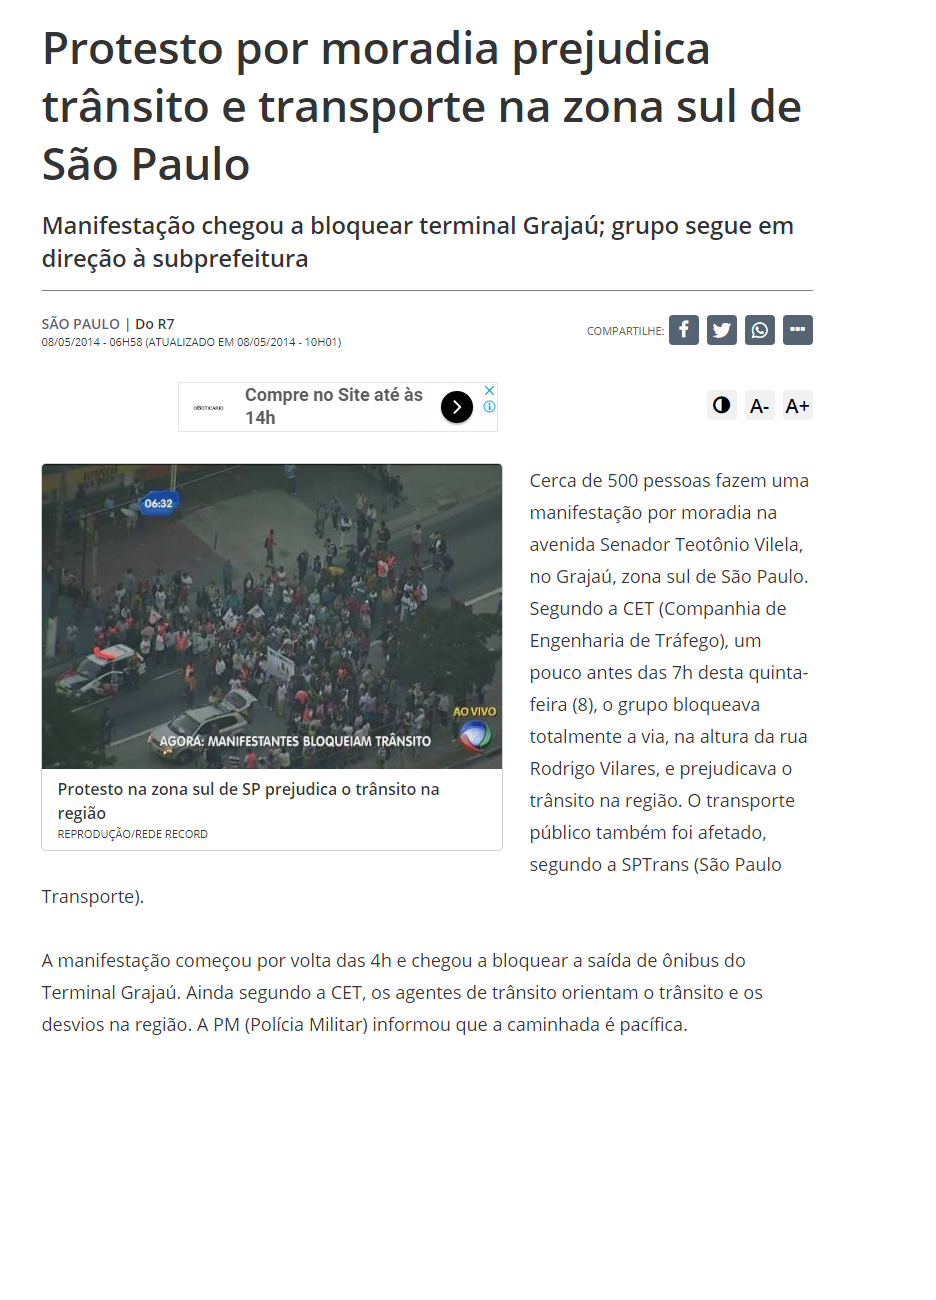 Protesto por moradia prejudica
trânsito e transporte na zona sul de
São Paulo
Manifestação chegou a bloquear terminal Grajaú; grupo segue em
direção à subprefeitura
SÃO PAULO | Do R7
08/05/2014 - 06H58 (ATUALIZADO EM 08/05/2014 - 10H01)
COMPARTILHE:
Compre no Site até às
14h
oBOTICÁRIO
A- A+
06:32
AO VIVO
AGORA: MANIFESTANTES BLOQUEIAM TRÂNSITO
Protesto na zona sul de SP prejudica o trânsito na
região
REPRODUÇÃO/REDE RECORD
Cerca de 500 pessoas fazem uma
manifestação por moradia na
avenida Senador Teotônio Vilela,
no Grajaú, zona sul de São Paulo.
Segundo a CET (Companhia de
Engenharia de Tráfego), um
pouco antes das 7h desta quinta-
feira (8), o grupo bloqueava
totalmente a via, na altura da rua
Rodrigo Vilares, e prejudicava o
trânsito na região. O transporte
público também foi afetado,
segundo a SPTrans (São Paulo
Transporte).
A manifestação começou por volta das 4h e chegou a bloquear a saída de ônibus do
Terminal Grajaú. Ainda segundo a CET, os agentes de trânsito orientam o trânsito e os
desvios na região. A PM (Polícia Militar) informou que a caminhada é pacífica.